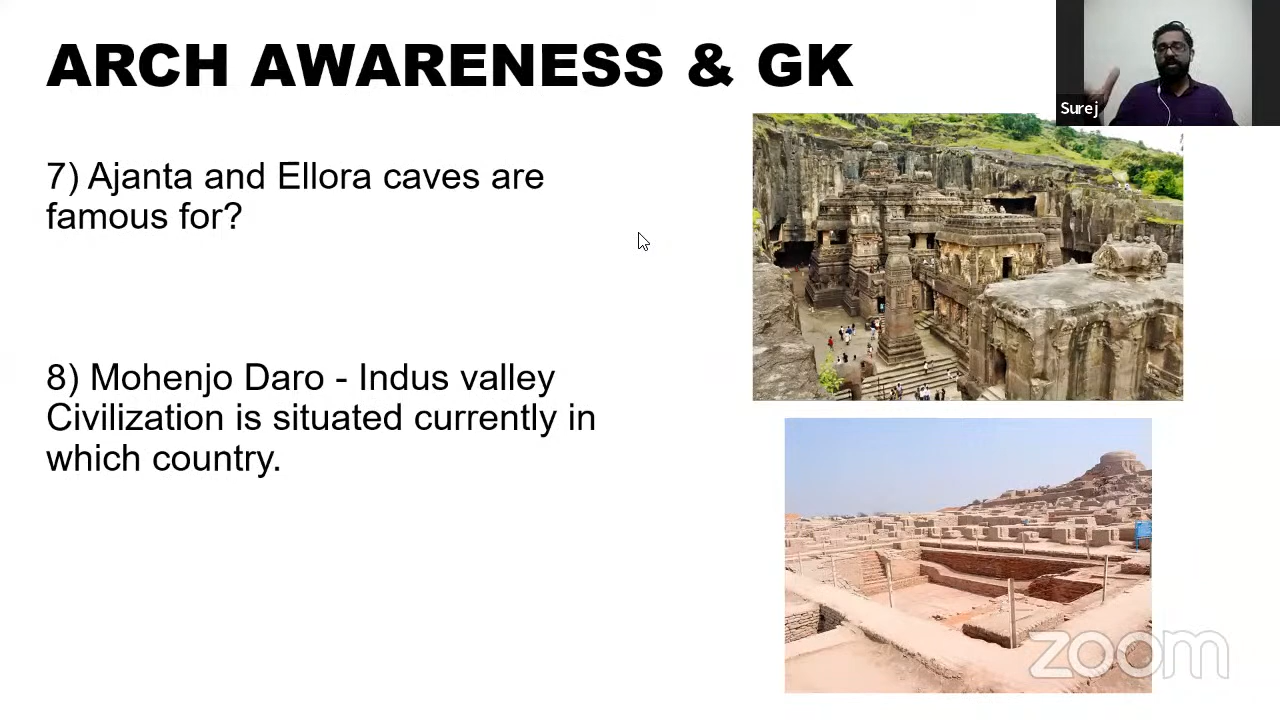 ARCH AWARENESS & GK
Surej
7) Ajanta and Ellora caves are
famous for?
8) Mohenjo Daro - Indus valley
Civilization is situated currently in
which country.
zoom